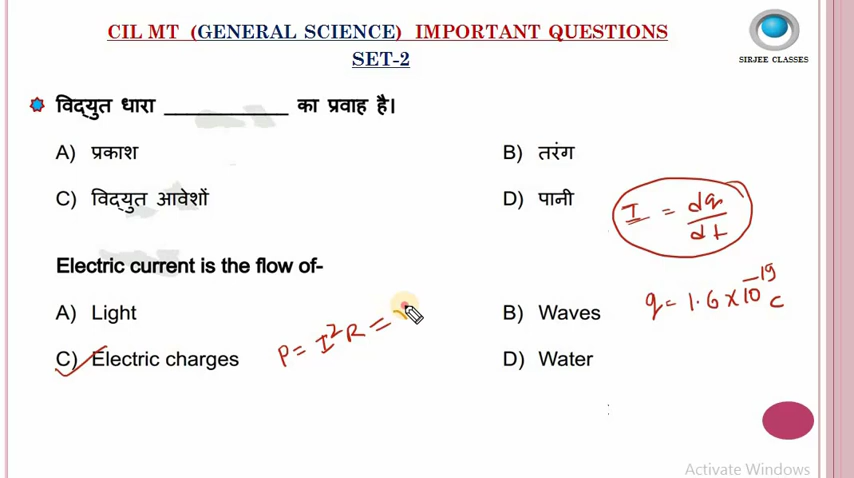 CIL MT (GENERAL SCIENCE) IMPORTANT QUESTIONS
SET-2
SIRJEE CLASSES
विद्युत धारा ____________ का प्रवाह है।
A) प्रकाश
B) तरंग
C) विद्युत आवेशों
D) पानी
I = dq/dt
Electric current is the flow of-
q = 1.6 × 10⁻¹⁹ C
A) Light
B) Waves
P = I²R =
C) Electric charges
D) Water
Activate Windows